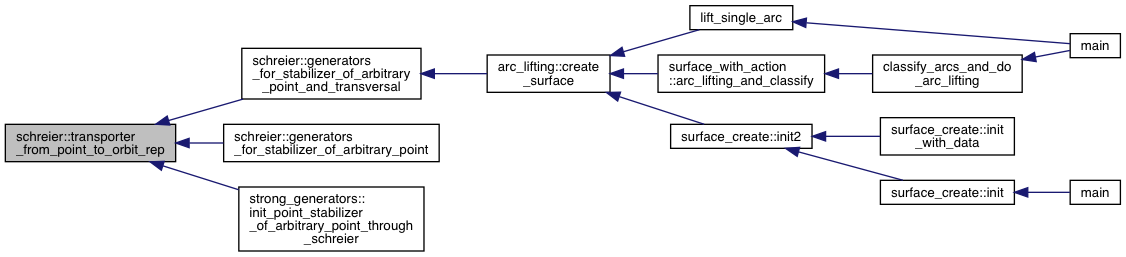 schreier::transporter
_from_point_to_orbit_rep
schreier::generators
_for_stabilizer_of_arbitrary
_point_and_transversal
schreier::generators
_for_stabilizer_of_arbitrary_point
strong_generators::
init_point_stabilizer
_of_arbitrary_point_through
_schreier
arc_lifting::create
_surface
lift_single_arc
surface_with_action
::arc_lifting_and_classify
surface_create::init2
classify_arcs_and_do
_arc_lifting
surface_create::init
_with_data
surface_create::init
main
main